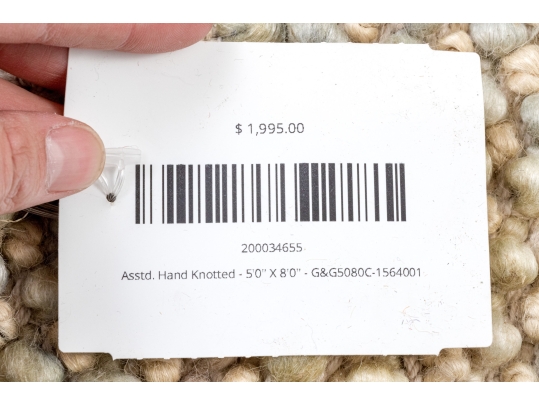 $ 1,995.00
200034655
Asstd. Hand Knotted - 5'0" X 8'0" - G&G5080C-1564001